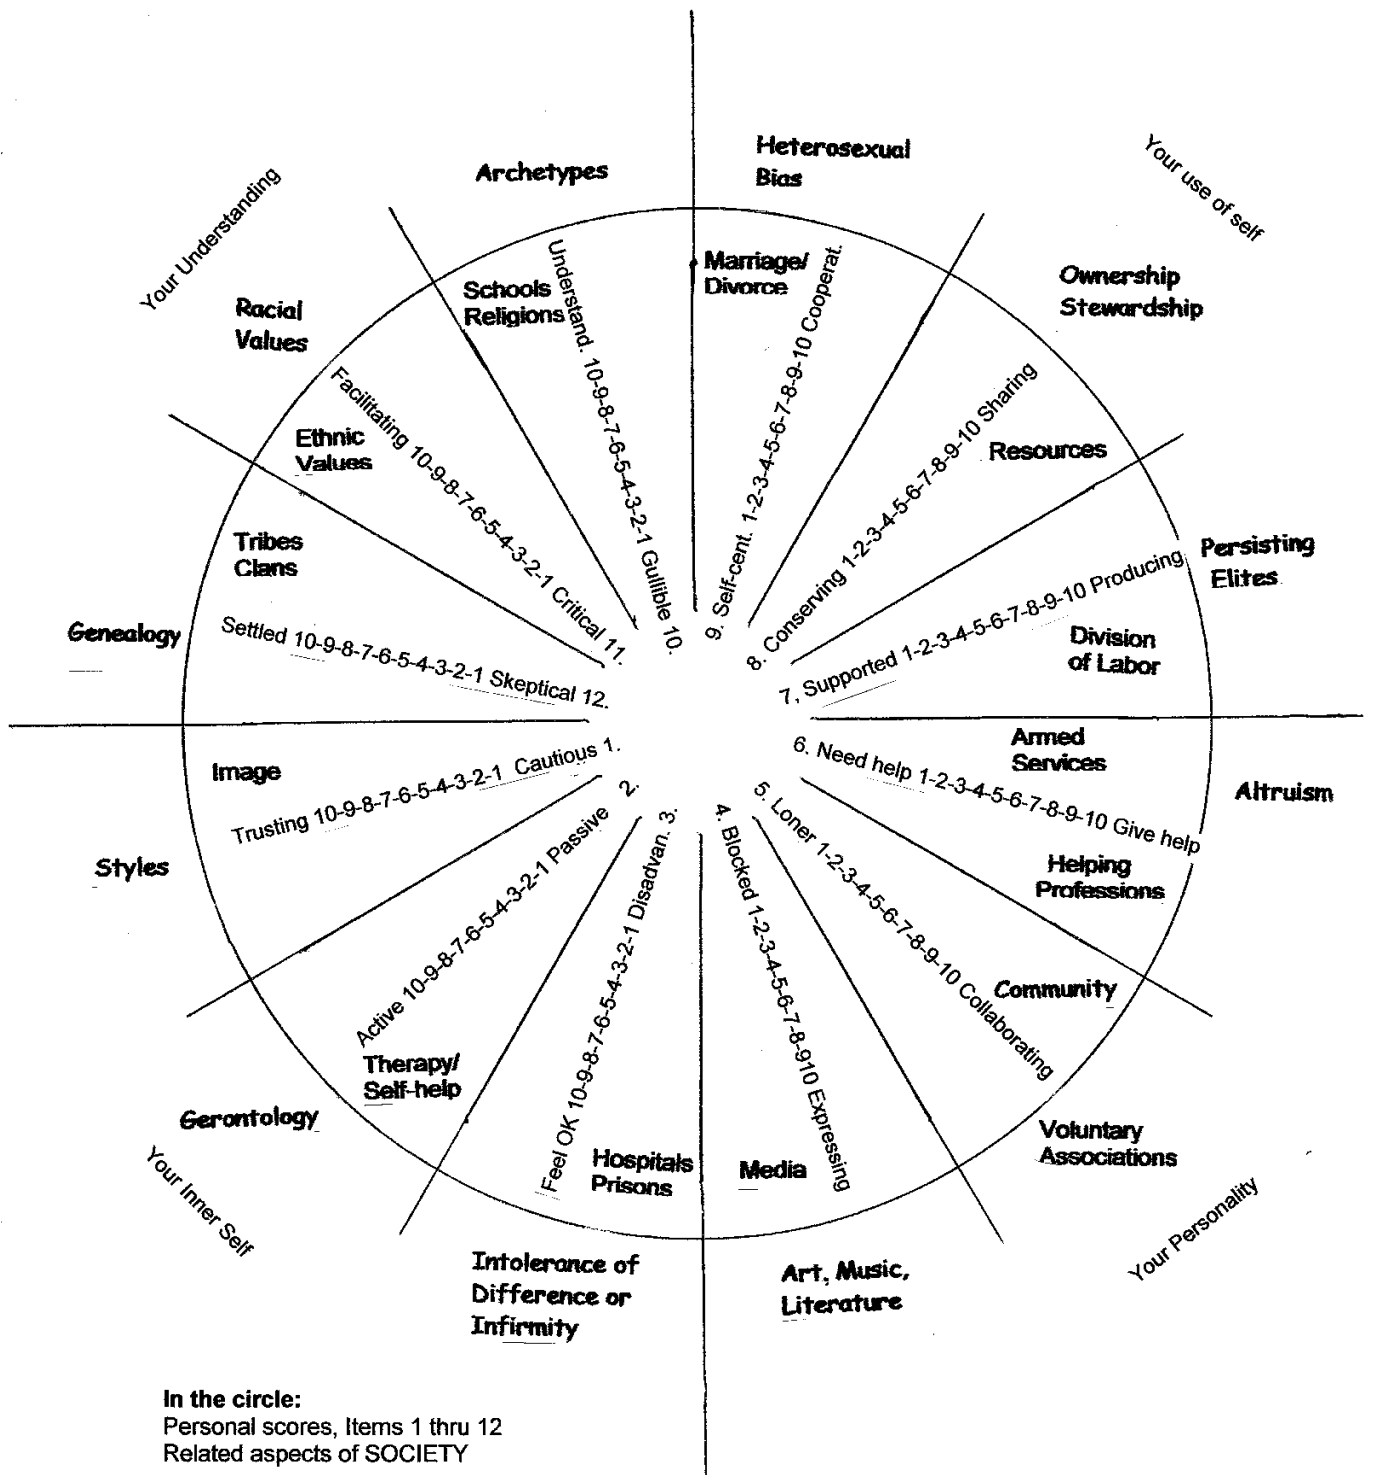 Heterosexual
Bias
Archetypes
Your Understanding
Your use of self
Racial
Values
Ownership
Stewardship
Schools
Religions
Understand. 10-9-8-7-6-5-4-3-2-1 Gullible 10.
Marriage/
Divorce
9. Self-cent. 1-2-3-4-5-6-7-8-9-10 Cooperat.
Ethnic
Values
Facilitating 10-9-8-7-6-5-4-3-2-1 Critical 11.
8. Conserving 1-2-3-4-5-6-7-8-9-10 Sharing
Resources
Tribes
Clans
Genealogy
Settled 10-9-8-7-6-5-4-3-2-1 Skeptical 12.
7, Supported 1-2-3-4-5-6-7-8-9-10 Producing
Persisting
Elites
Division
of Labor
Image
Trusting 10-9-8-7-6-5-4-3-2-1 Cautious 1.
Styles
Armed
Services
6. Need help 1-2-3-4-5-6-7-8-9-10 Give help
Altruism
Helping
Professions
Active 10-9-8-7-6-5-4-3-2-1 Passive 2.
Therapy/
Self-help
Gerontology
Your Inner Self
5. Loner 1-2-3-4-5-6-7-8-9-10 Collaborating
Community
Voluntary
Associations
Your Personality
Feel OK 10-9-8-7-6-5-4-3-2-1 Disadvan. 3.
Hospitals
Prisons
4. Blocked 1-2-3-4-5-6-7-8-910 Expressing
Media
Intolerance of
Difference or
Infirmity
Art, Music,
Literature
In the circle:
Personal scores, Items 1 thru 12
Related aspects of SOCIETY